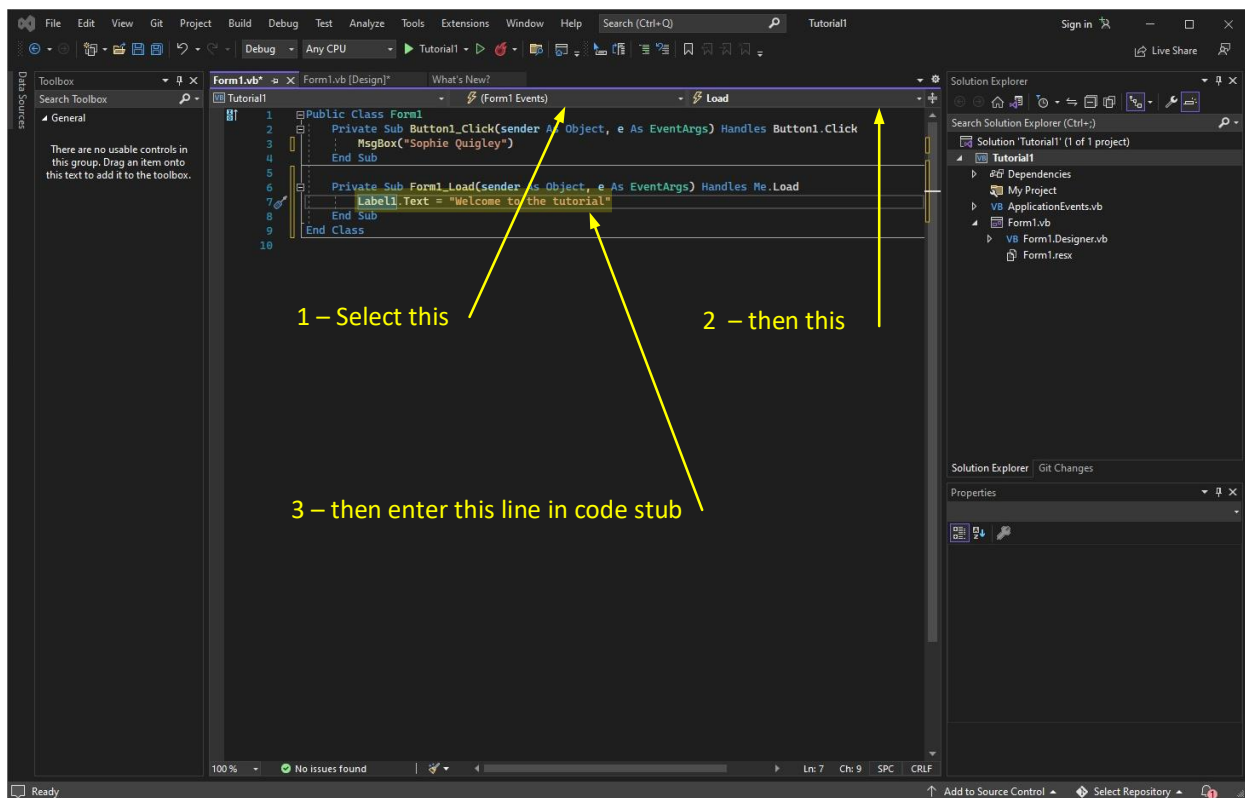 File Edit View Git Project Build Debug Test Analyze Tools Extensions Window Help Search (Ctrl+Q) Tutorial1 Sign in
Debug Any CPU Tutorial1 Live Share
Data Sources
Toolbox
Search Toolbox
General
There are no usable controls in
this group. Drag an item onto
this text to add it to the toolbox.
Form1.vb* Form1.vb [Design]* What's New?
VB Tutorial1 (Form1 Events) Load
1 Public Class Form1
2 Private Sub Button1_Click(sender As Object, e As EventArgs) Handles Button1.Click
3 MsgBox("Sophie Quigley")
4 End Sub
5
6 Private Sub Form1_Load(sender As Object, e As EventArgs) Handles Me.Load
7 Label1.Text = "Welcome to the tutorial"
8 End Sub
9 End Class
10
1 – Select this
2 – then this
3 – then enter this line in code stub
100 % No issues found Ln: 7 Ch: 9 SPC CRLF
Solution Explorer
Search Solution Explorer (Ctrl+;)
Solution 'Tutorial1' (1 of 1 project)
VB Tutorial1
Dependencies
My Project
VB ApplicationEvents.vb
Form1.vb
VB Form1.Designer.vb
Form1.resx
Solution Explorer Git Changes
Properties
Ready Add to Source Control Select Repository 1